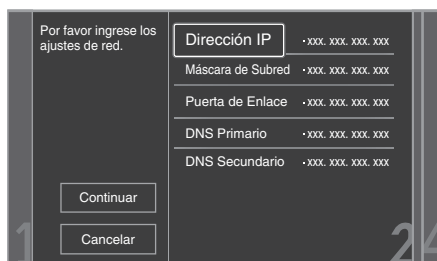 Por favor ingrese los
ajustes de red.
Dirección IP
·xxx. xxx. xxx. xxx
Máscara de Subred
·xxx. xxx. xxx. xxx
Puerta de Enlace
·xxx. xxx. xxx. xxx
DNS Primario
·xxx. xxx. xxx. xxx
DNS Secundario
·xxx. xxx. xxx. xxx
Continuar
Cancelar
1
24